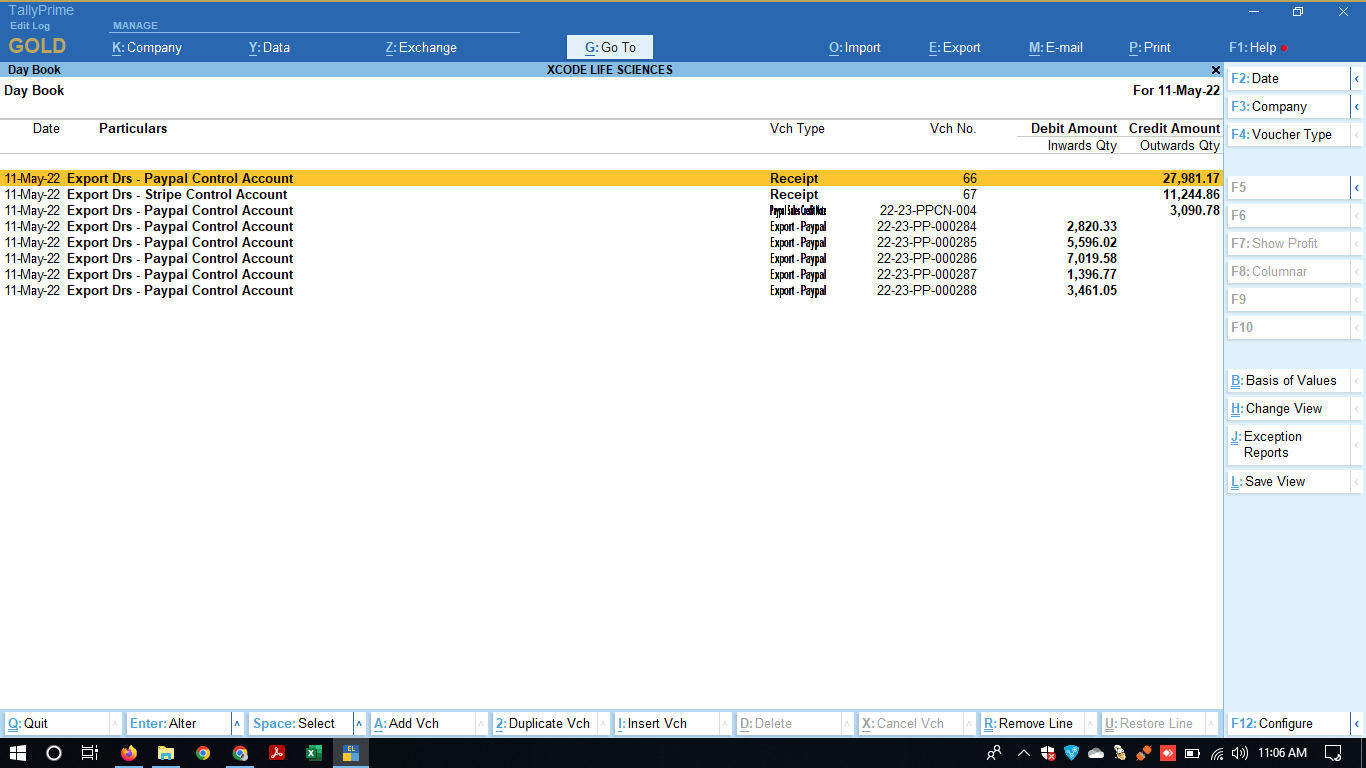 TallyPrime
Edit Log
MANAGE
GOLD
K: Company Y: Data Z: Exchange G: Go To O: Import E: Export M: E-mail P: Print F1: Help
Day Book XCODE LIFE SCIENCES
Day Book For 11-May-22
Date Particulars Vch Type Vch No. Debit Amount Credit Amount
Inwards Qty Outwards Qty
11-May-22 Export Drs - Paypal Control Account Receipt 66 27,981.17
11-May-22 Export Drs - Stripe Control Account Receipt 67 11,244.86
11-May-22 Export Drs - Paypal Control Account Paypal Sales Credit Note 22-23-PPCN-004 3,090.78
11-May-22 Export Drs - Paypal Control Account Export - Paypal 22-23-PP-000284 2,820.33
11-May-22 Export Drs - Paypal Control Account Export - Paypal 22-23-PP-000285 5,596.02
11-May-22 Export Drs - Paypal Control Account Export - Paypal 22-23-PP-000286 7,019.58
11-May-22 Export Drs - Paypal Control Account Export - Paypal 22-23-PP-000287 1,396.77
11-May-22 Export Drs - Paypal Control Account Export - Paypal 22-23-PP-000288 3,461.05
F2: Date
F3: Company
F4: Voucher Type
F5
F6
F7: Show Profit
F8: Columnar
F9
F10
B: Basis of Values
H: Change View
J: Exception
Reports
L: Save View
Q: Quit Enter: Alter Space: Select A: Add Vch 2: Duplicate Vch I: Insert Vch D: Delete X: Cancel Vch R: Remove Line U: Restore Line F12: Configure
EL
11:06 AM